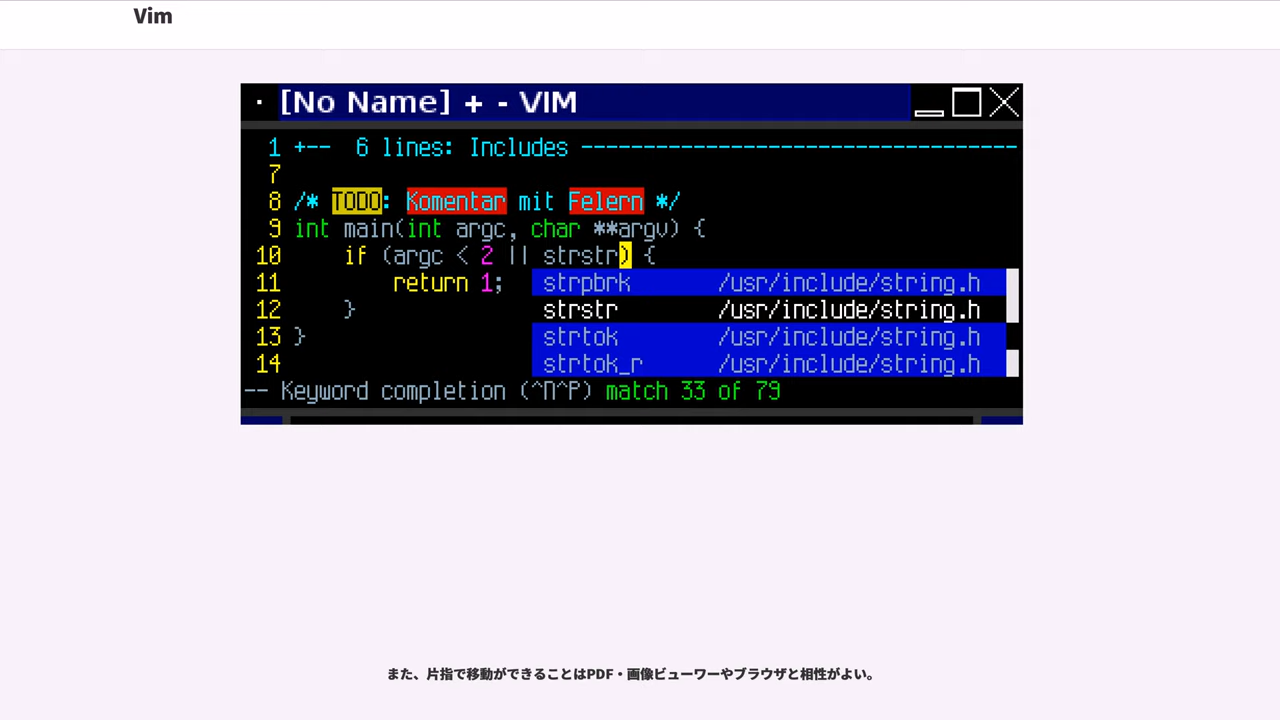 Vim
· [No Name] + - VIM
1 +-- 6 lines: Includes ---------------------------------
7
8 /* TODO: Komentar mit Felern */
9 int main(int argc, char **argv) {
10 if (argc < 2 || strstr) {
11 return 1; strpbrk /usr/include/string.h
12 } strstr /usr/include/string.h
13 } strtok /usr/include/string.h
14 strtok_r /usr/include/string.h
-- Keyword completion (^N^P) match 33 of 79
また、片指で移動ができることはPDF・画像ビューワーやブラウザと相性がよい。